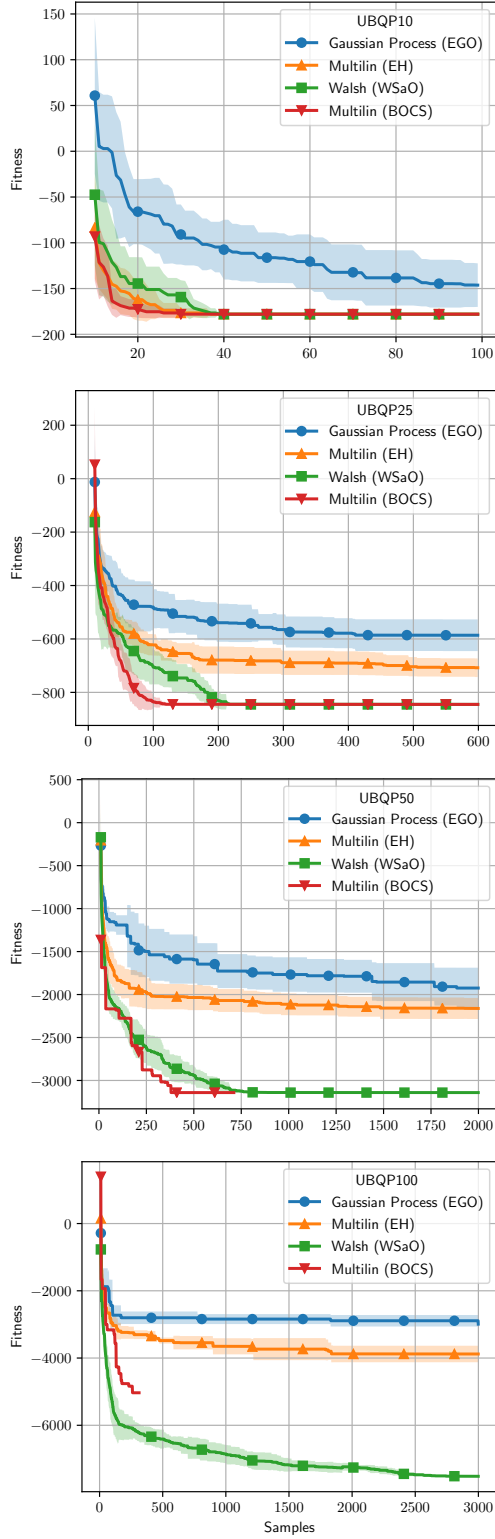 UBQP10
Gaussian Process (EGO)
Multilin (EH)
Walsh (WSaO)
Multilin (BOCS)
Fitness
150
100
50
0
−50
−100
−150
−200
20
40
60
80
100
UBQP25
Gaussian Process (EGO)
Multilin (EH)
Walsh (WSaO)
Multilin (BOCS)
Fitness
200
0
−200
−400
−600
−800
0
100
200
300
400
500
600
UBQP50
Gaussian Process (EGO)
Multilin (EH)
Walsh (WSaO)
Multilin (BOCS)
Fitness
500
0
−500
−1000
−1500
−2000
−2500
−3000
0
250
500
750
1000
1250
1500
1750
2000
UBQP100
Gaussian Process (EGO)
Multilin (EH)
Walsh (WSaO)
Multilin (BOCS)
Fitness
0
−2000
−4000
−6000
0
500
1000
1500
2000
2500
3000
Samples